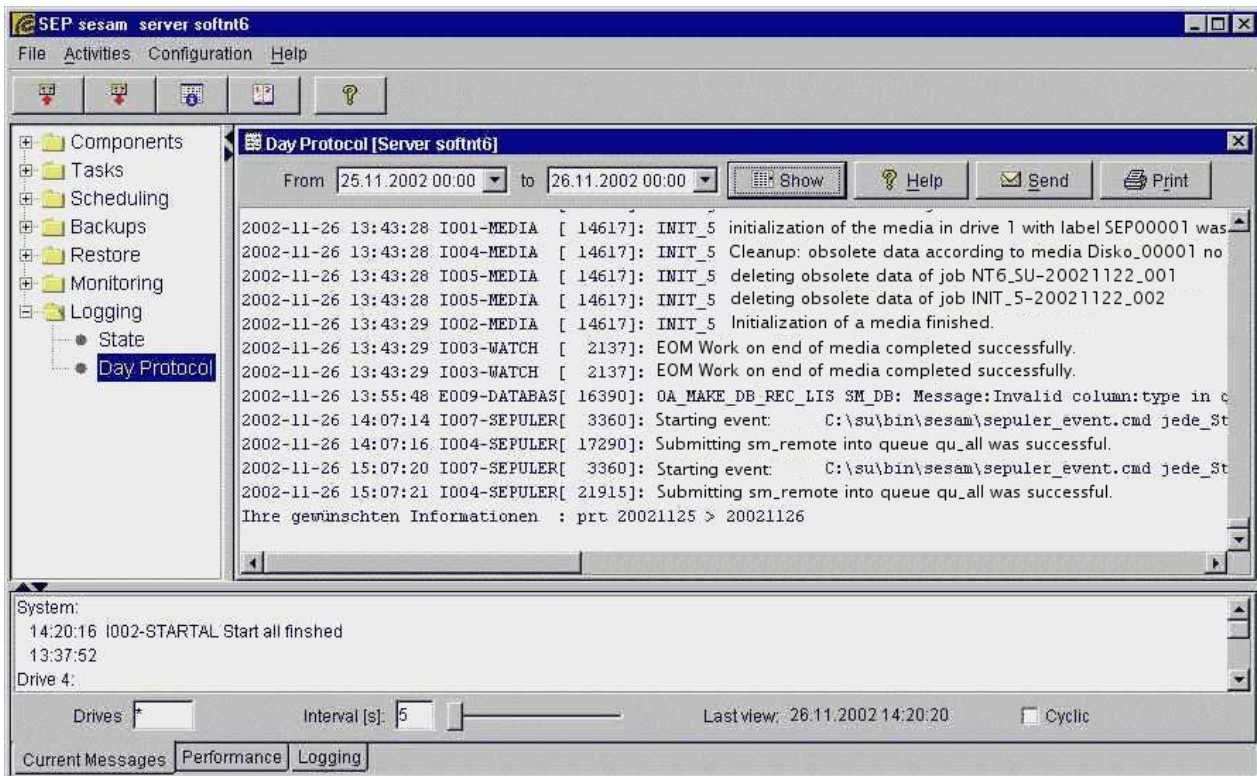 SEP sesam server softnt6
File Activities Configuration Help
Components
Tasks
Scheduling
Backups
Restore
Monitoring
Logging
State
Day Protocol
Day Protocol [Server softnt6]
From 25.11.2002 00:00 to 26.11.2002 00:00 Show Help Send Print
2002-11-26 13:43:28 I001-MEDIA [ 14617]: INIT_5 initialization of the media in drive 1 with label SEP00001 was
2002-11-26 13:43:28 I004-MEDIA [ 14617]: INIT_5 Cleanup: obsolete data according to media Disko_00001 no
2002-11-26 13:43:28 I005-MEDIA [ 14617]: INIT_5 deleting obsolete data of job NT6_SU-20021122_001
2002-11-26 13:43:28 I005-MEDIA [ 14617]: INIT_5 deleting obsolete data of job INIT_5-20021122_002
2002-11-26 13:43:29 I002-MEDIA [ 14617]: INIT_5 Initialization of a media finished.
2002-11-26 13:43:29 I003-WATCH [ 2137]: EOM Work on end of media completed successfully.
2002-11-26 13:43:29 I003-WATCH [ 2137]: EOM Work on end of media completed successfully.
2002-11-26 13:55:48 E009-DATABAS[ 16390]: OA_MAKE_DB_REC_LIS SM_DB: Message:Invalid column:type in
2002-11-26 14:07:14 I007-SEPULER[ 3360]: Starting event: C:\su\bin\sesam\sepuler_event.cmd jede_St
2002-11-26 14:07:16 I004-SEPULER[ 17290]: Submitting sm_remote into queue qu_all was successful.
2002-11-26 15:07:20 I007-SEPULER[ 3360]: Starting event: C:\su\bin\sesam\sepuler_event.cmd jede_St
2002-11-26 15:07:21 I004-SEPULER[ 21915]: Submitting sm_remote into queue qu_all was successful.
Ihre gewünschten Informationen : prt 20021125 > 20021126
System:
14:20:16 I002-STARTAL Start all finshed
13:37:52
Drive 4:
Drives * Interval [s]: 5 Last view: 26.11.2002 14:20:20 Cyclic
Current Messages Performance Logging